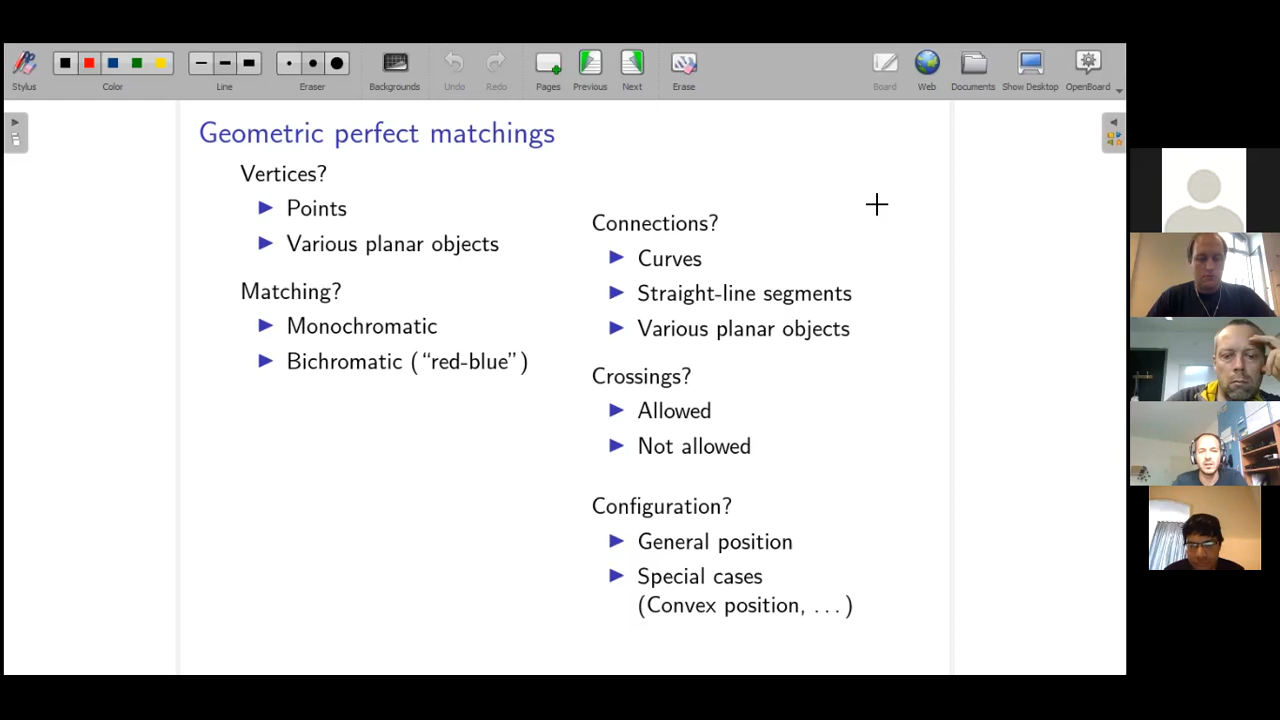 Stylus
Color
Line
Eraser
Backgrounds
Undo
Redo
Pages
Previous
Next
Erase
Board
Web
Documents
Show Desktop
OpenBoard
Geometric perfect matchings
Vertices?
Points
Various planar objects
Matching?
Monochromatic
Bichromatic (“red-blue”)
Connections?
Curves
Straight-line segments
Various planar objects
Crossings?
Allowed
Not allowed
Configuration?
General position
Special cases
(Convex position, . . . )